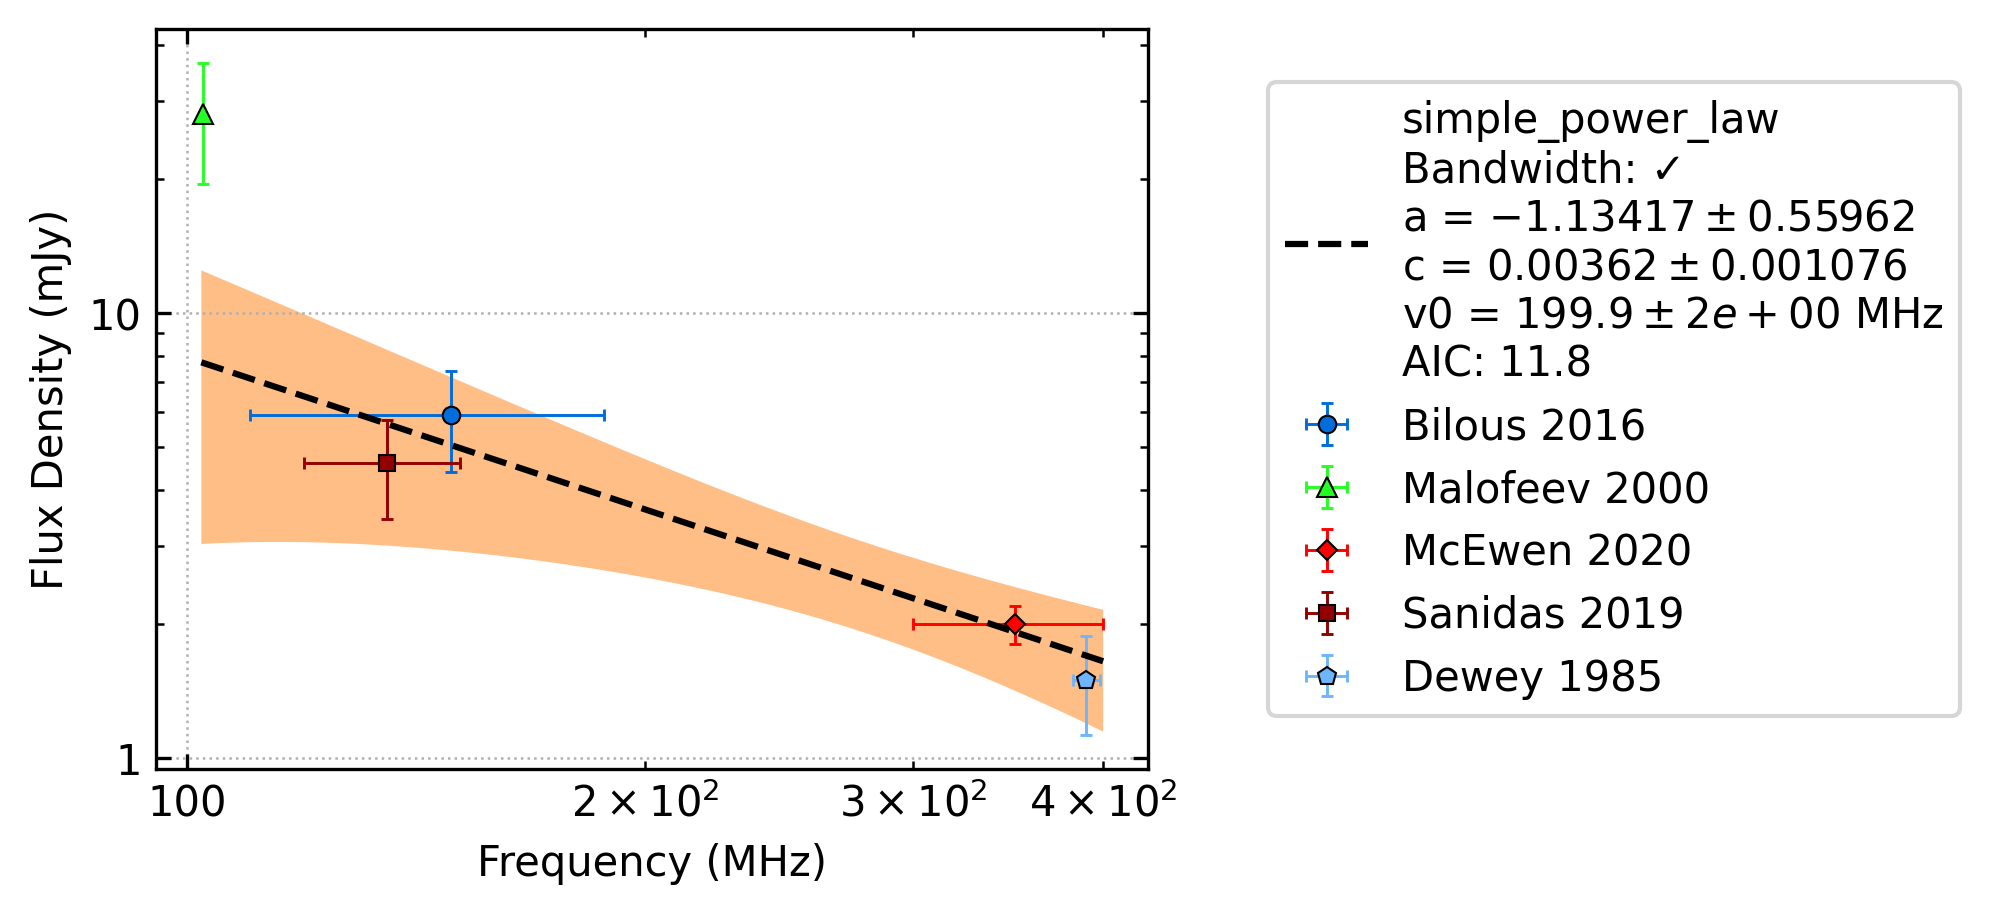 Flux Density (mJy)
10
1
100
2 × 10²
3 × 10²
4 × 10²
Frequency (MHz)
simple_power_law
Bandwidth: ✓
a = −1.13417 ± 0.55962
c = 0.00362 ± 0.001076
v0 = 199.9 ± 2e + 00 MHz
AIC: 11.8
Bilous 2016
Malofeev 2000
McEwen 2020
Sanidas 2019
Dewey 1985